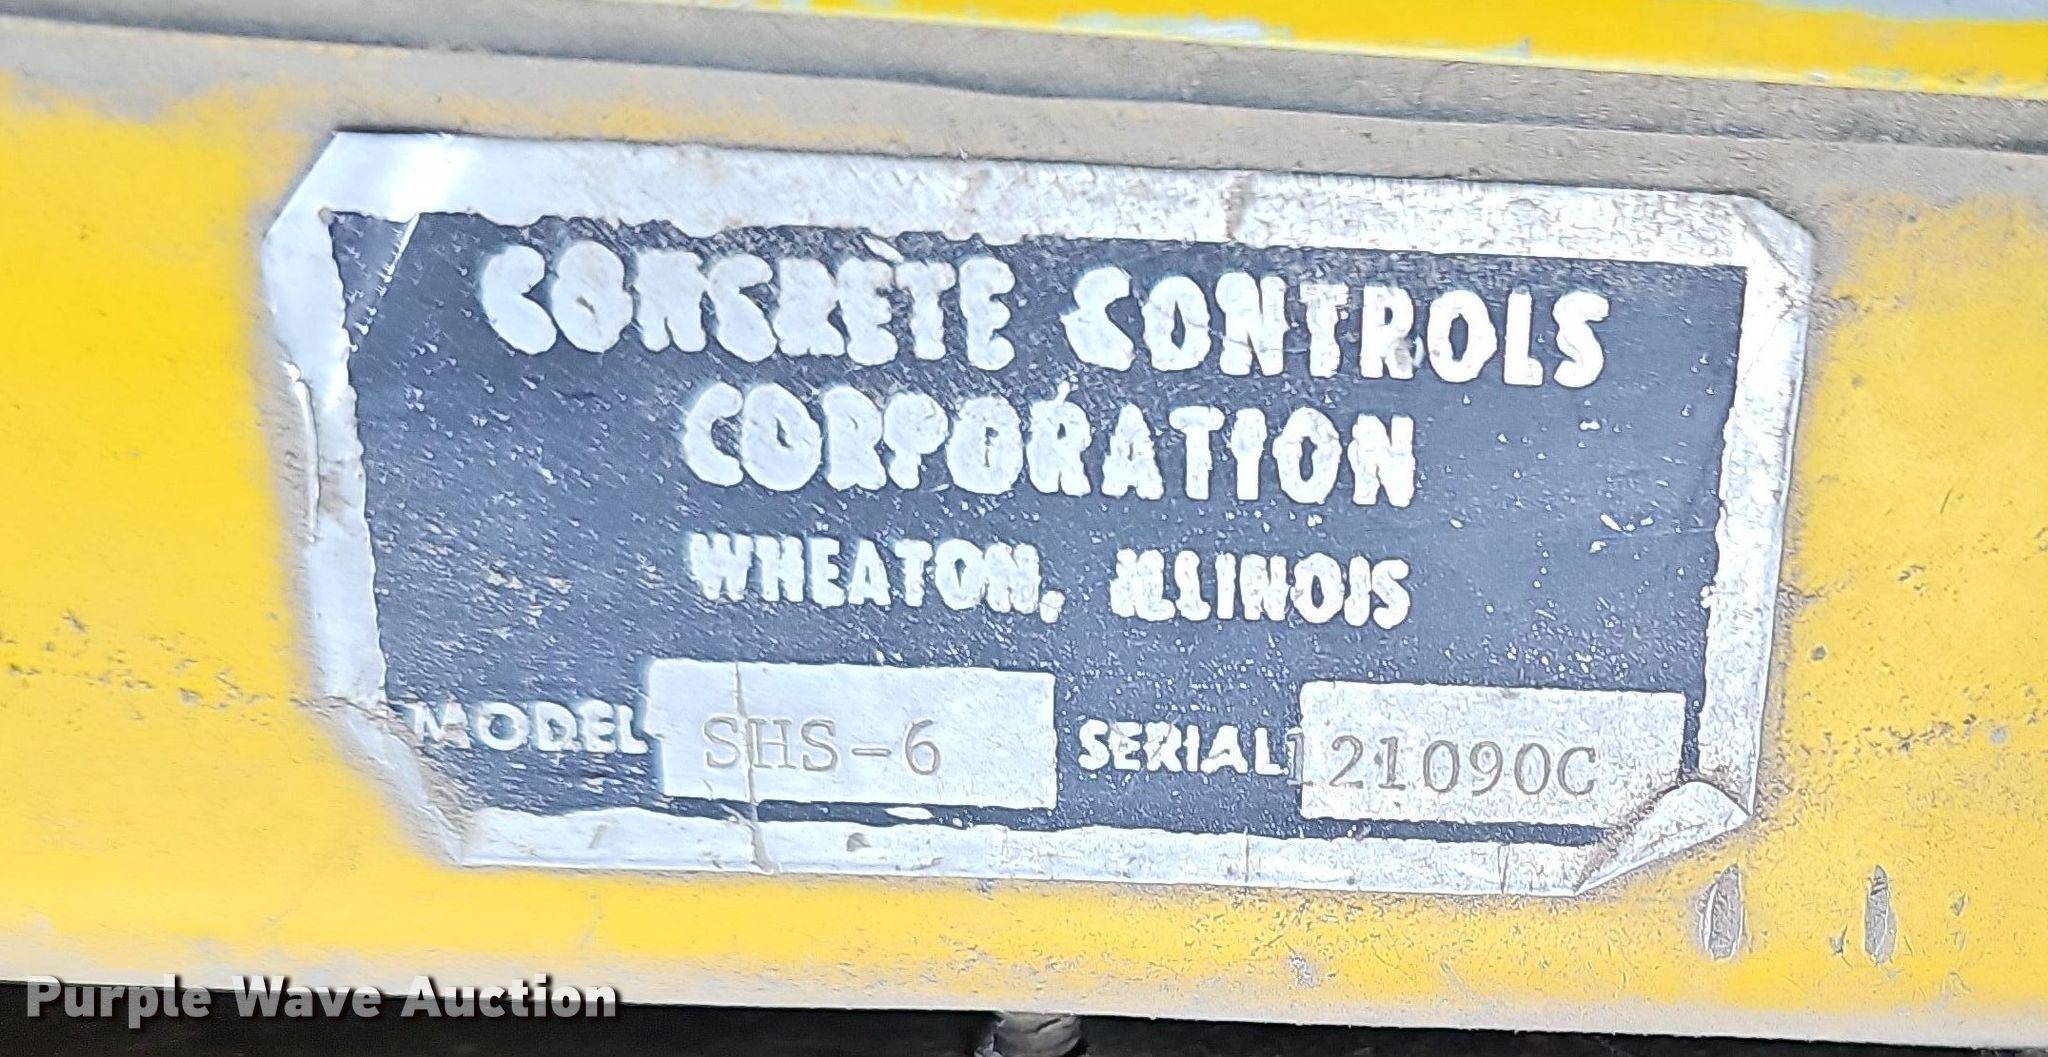 CONCRETE CONTROLS
CORPORATION
WHEATON, ILLINOIS
MODEL SHS-6 SERIAL 121090C
Purple Wave Auction